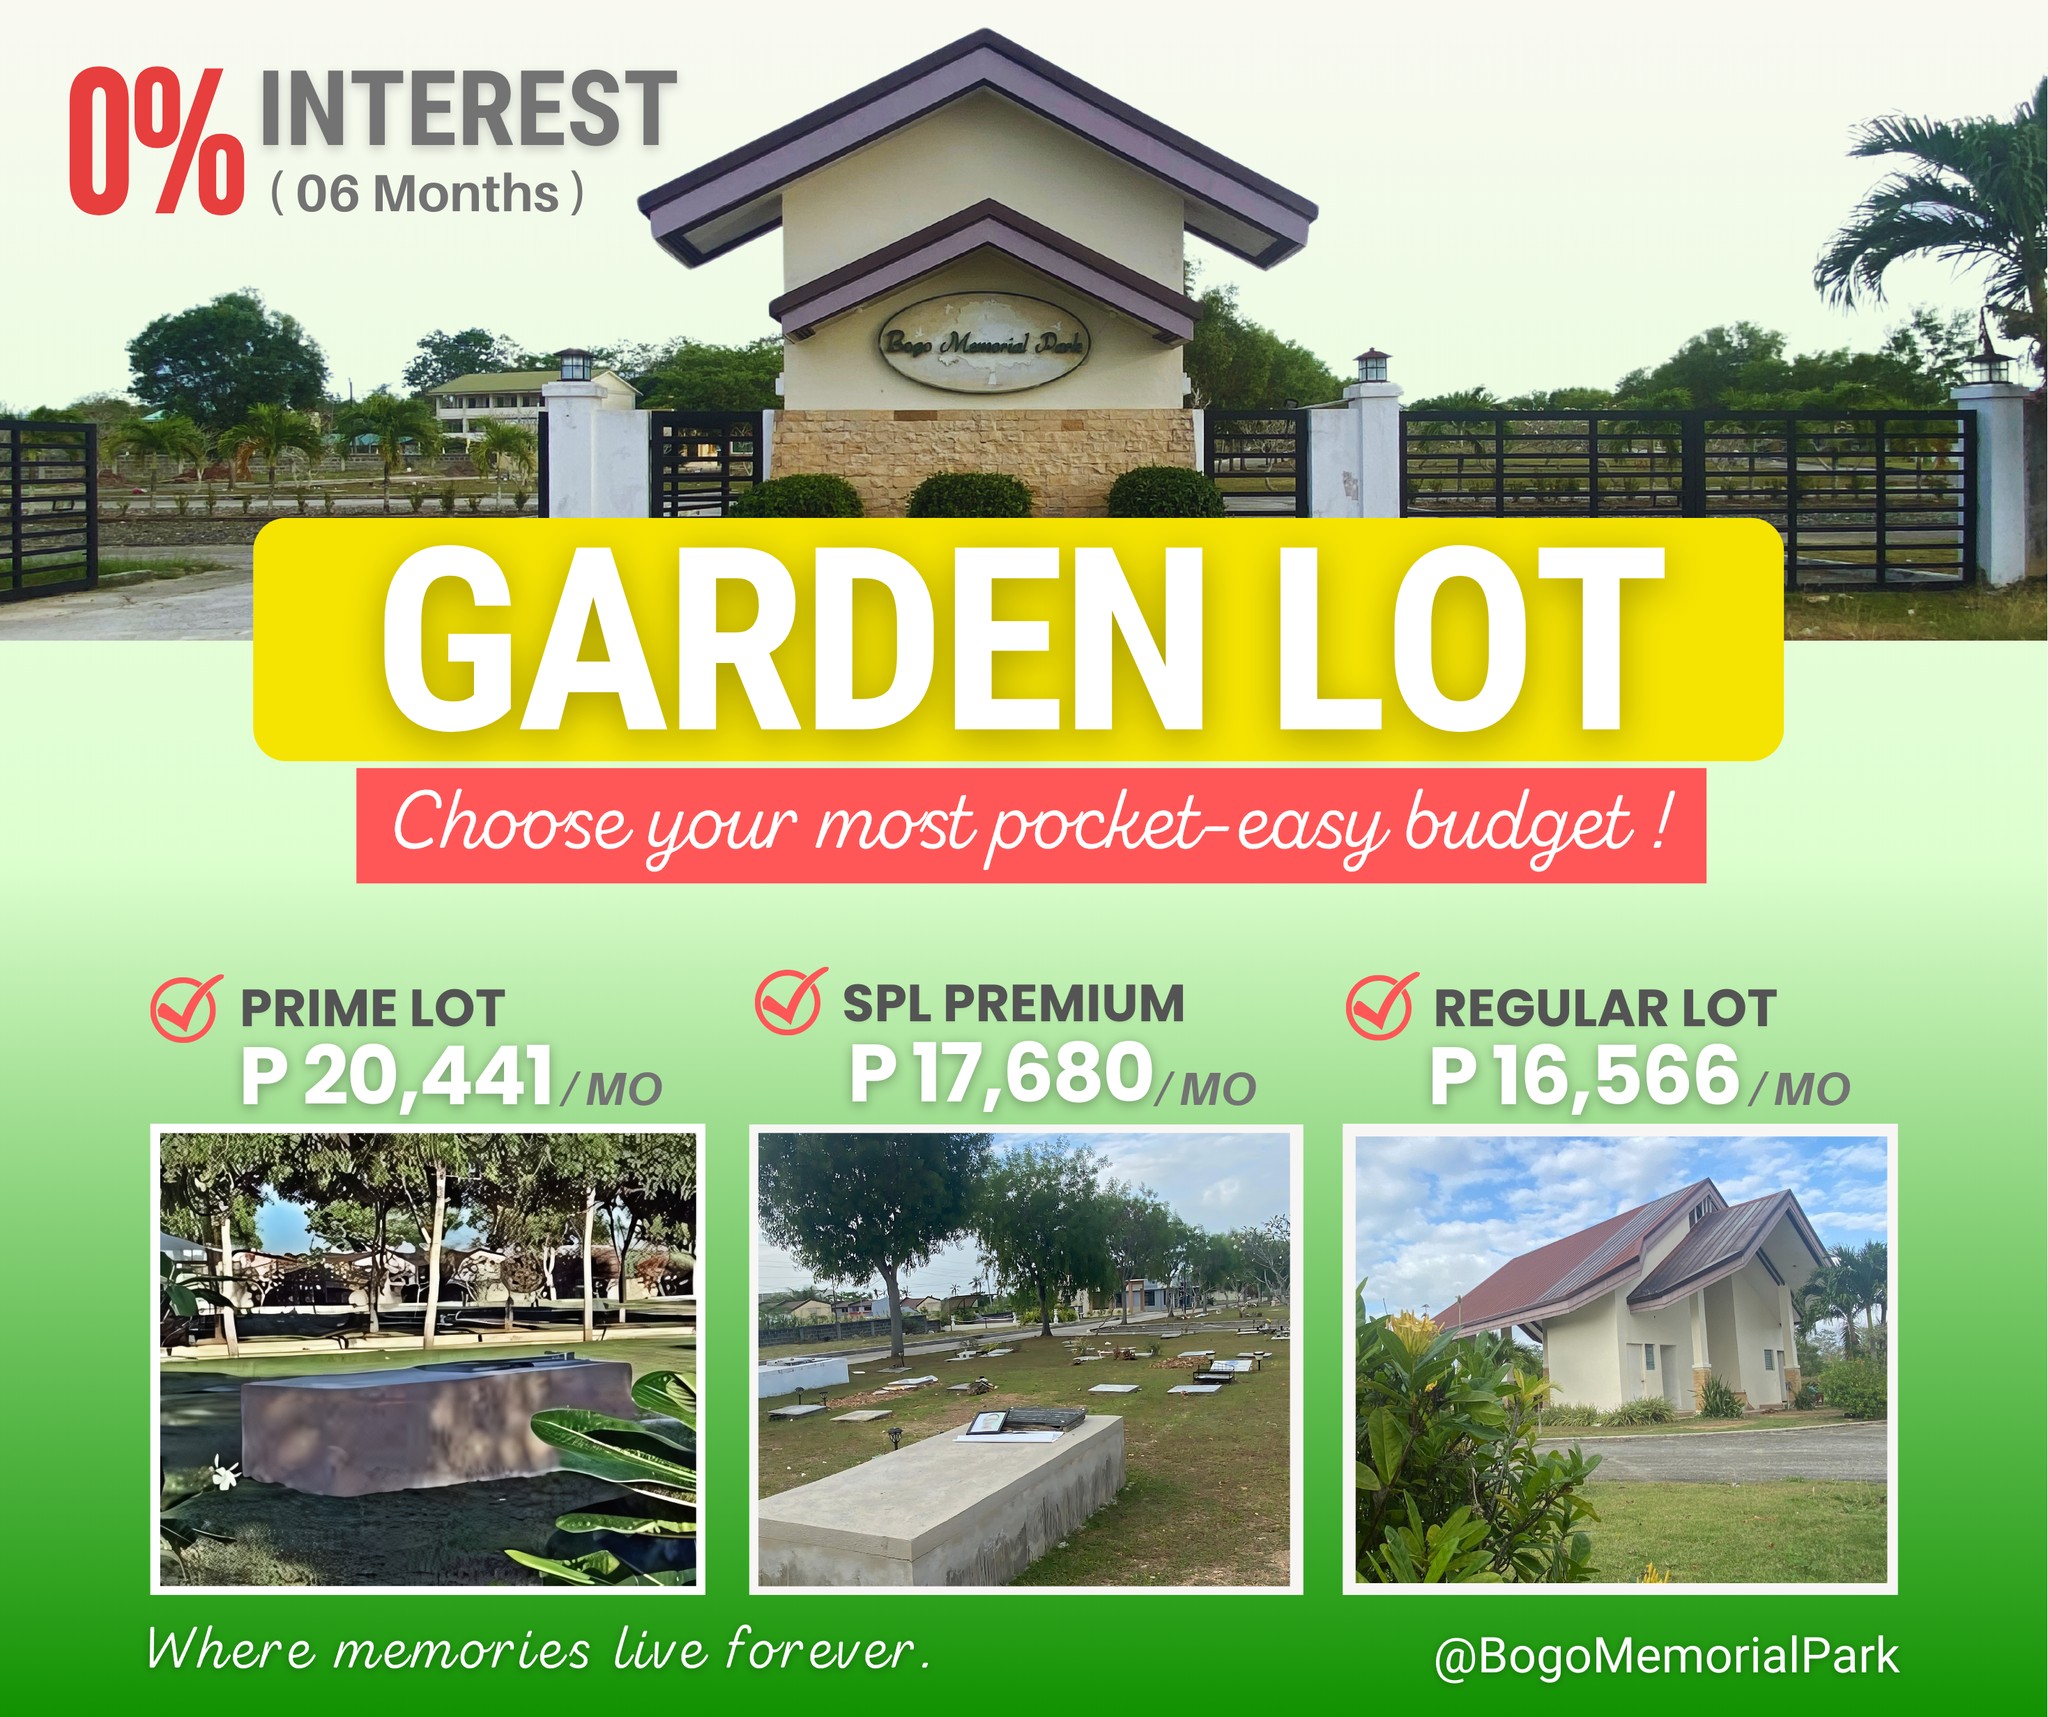 0% INTEREST
( 06 Months )
Bogo Memorial Park
GARDEN LOT
Choose your most pocket-easy budget !
PRIME LOT
P 20,441 / MO
SPL PREMIUM
P 17,680 / MO
REGULAR LOT
P 16,566 / MO
Where memories live forever.
@BogoMemorialPark